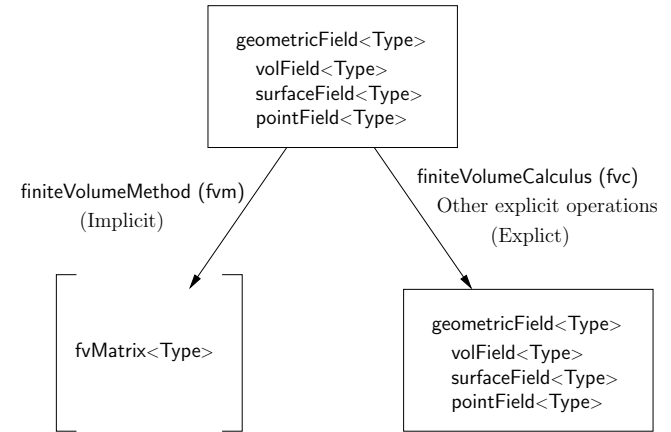 geometricField<Type>
volField<Type>
surfaceField<Type>
pointField<Type>
finiteVolumeMethod (fvm)
(Implicit)
finiteVolumeCalculus (fvc)
Other explicit operations
(Explict)
fvMatrix<Type>
geometricField<Type>
volField<Type>
surfaceField<Type>
pointField<Type>